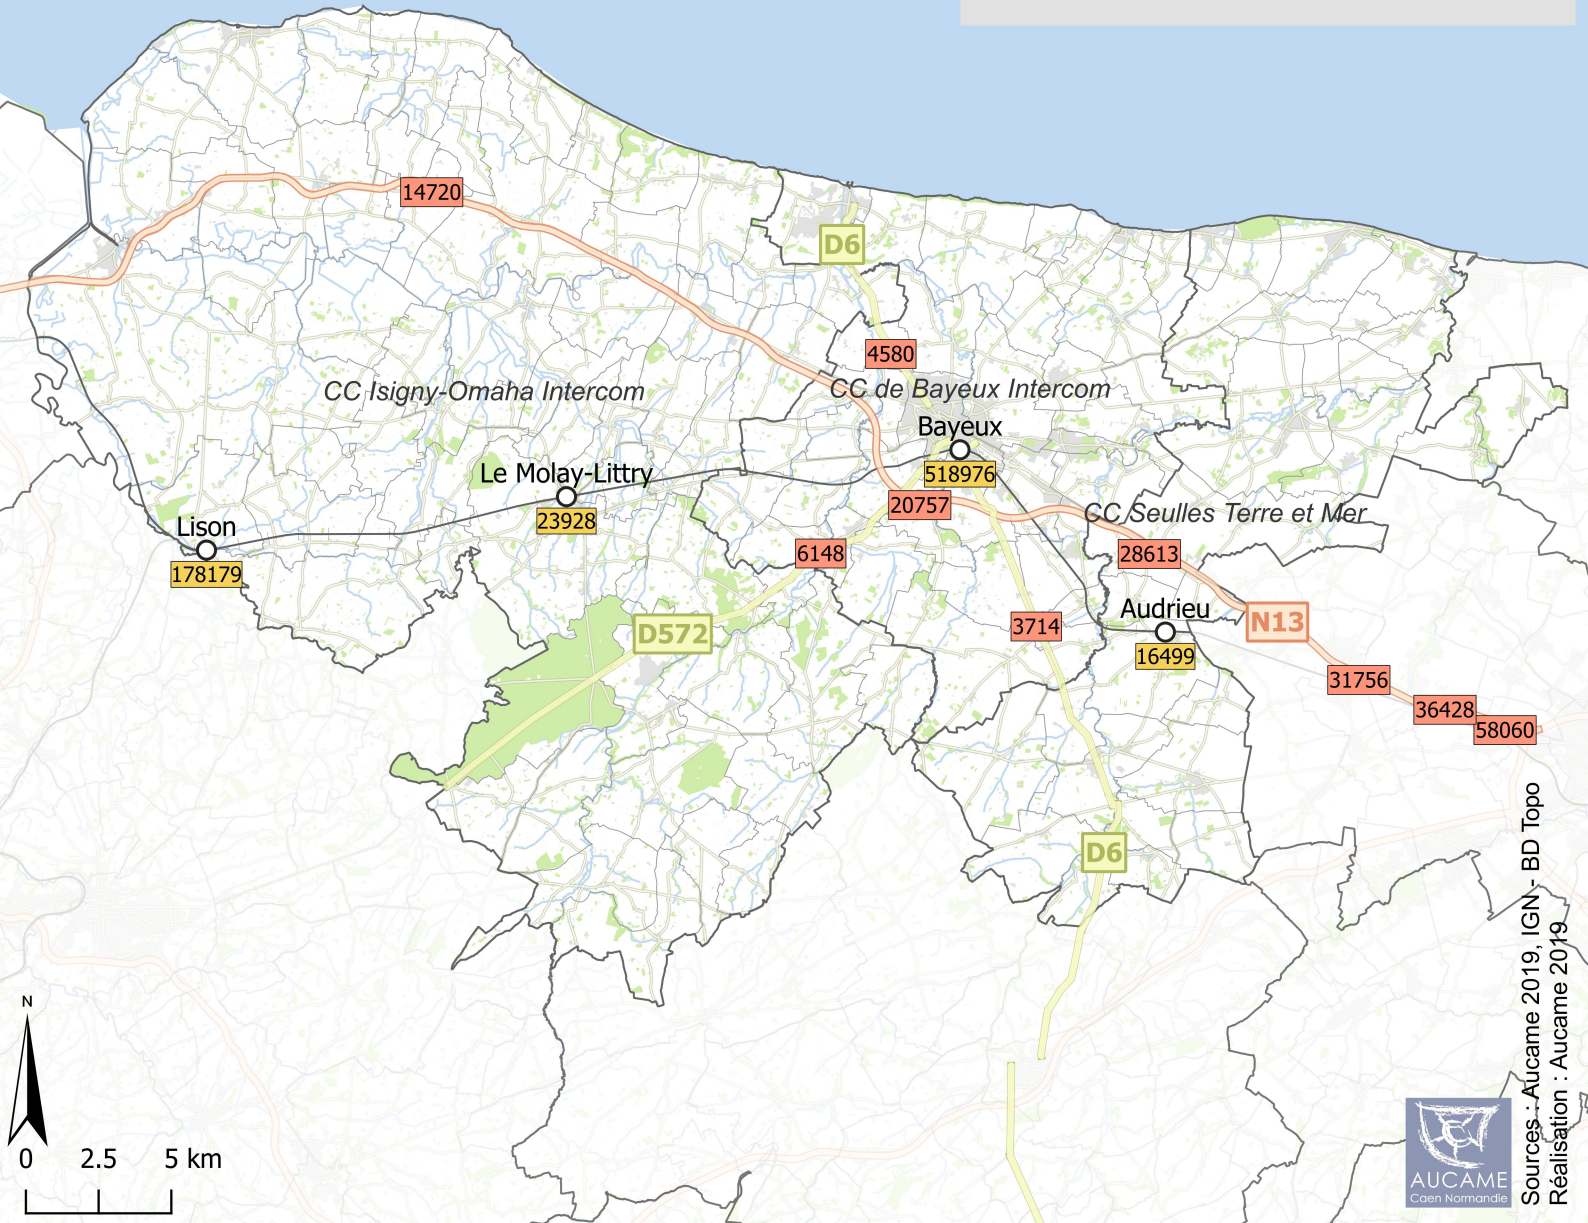 14720
D6
4580
CC Isigny-Omaha Intercom
CC de Bayeux Intercom
Bayeux
518976
Le Molay-Littry
23928
20757
CC Seulles Terre et Mer
Lison
178179
6148
28613
Audrieu
16499
N13
D572
3714
31756
36428
58060
D6
N
0 2.5 5 km
AUCAME
Caen Normandie
Sources : Aucame 2019, IGN - BD Topo
Réalisation : Aucame 2019